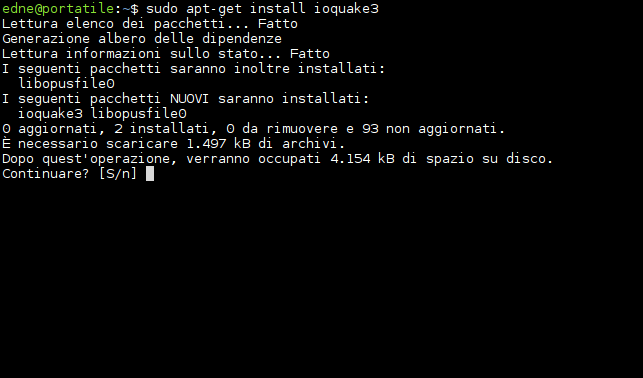 edne@portatile:~$ sudo apt-get install ioquake3
Lettura elenco dei pacchetti... Fatto
Generazione albero delle dipendenze
Lettura informazioni sullo stato... Fatto
I seguenti pacchetti saranno inoltre installati:
  libopusfile0
I seguenti pacchetti NUOVI saranno installati:
  ioquake3 libopusfile0
0 aggiornati, 2 installati, 0 da rimuovere e 93 non aggiornati.
È necessario scaricare 1.497 kB di archivi.
Dopo quest'operazione, verranno occupati 4.154 kB di spazio su disco.
Continuare? [S/n]